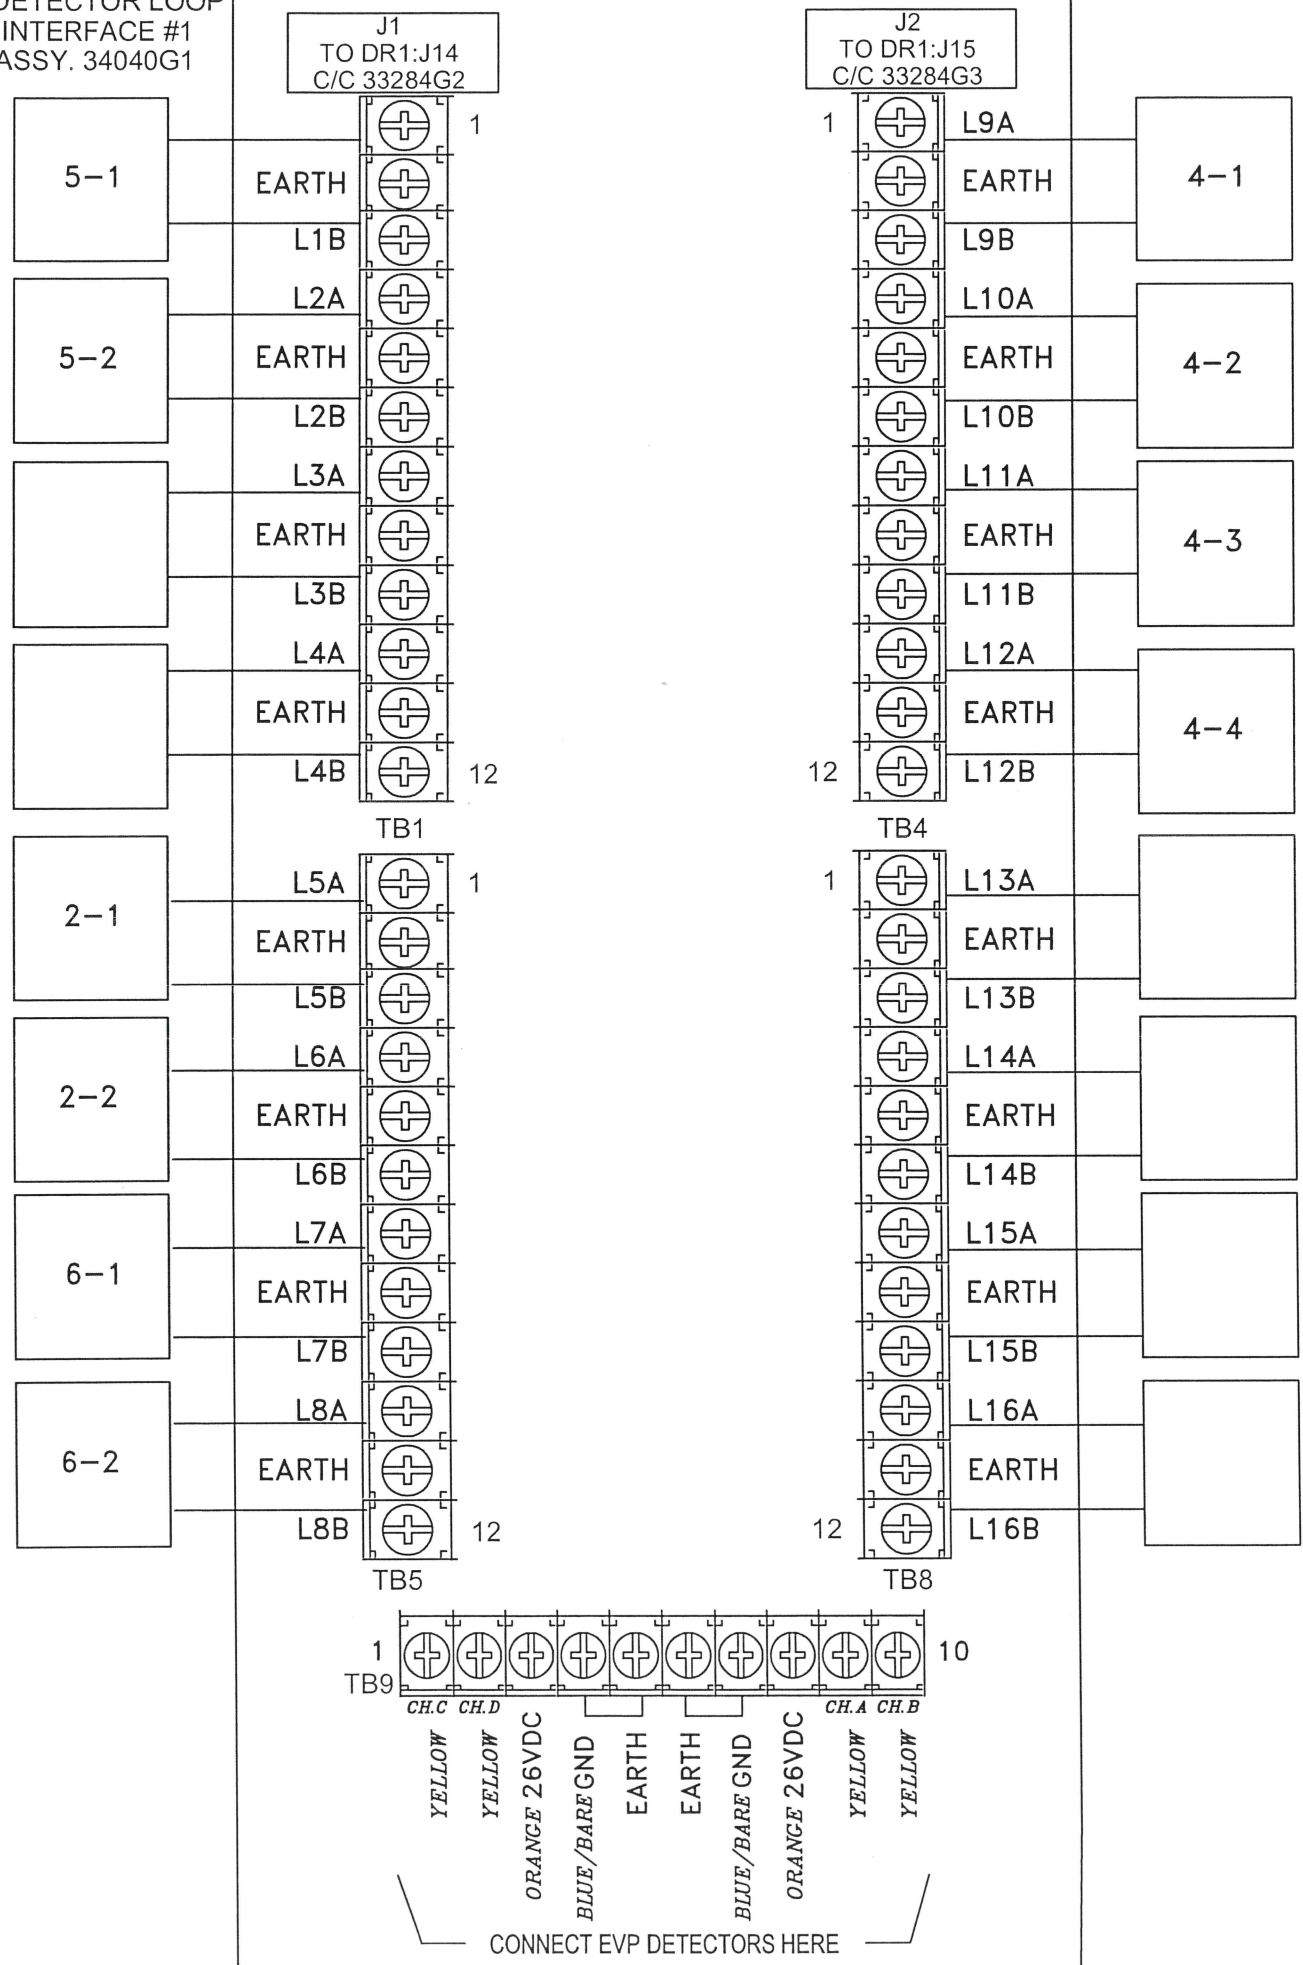 DETECTOR LOOP
INTERFACE #1
ASSY. 34040G1
J1
TO DR1:J14
C/C 33284G2
J2
TO DR1:J15
C/C 33284G3
5-1
1
EARTH
L1B
5-2
L2A
EARTH
L2B
L3A
EARTH
L3B
L4A
EARTH
L4B
12
TB1
2-1
L5A
1
EARTH
L5B
2-2
L6A
EARTH
L6B
6-1
L7A
EARTH
L7B
6-2
L8A
EARTH
L8B
12
TB5
1
L9A
EARTH
4-1
L9B
L10A
EARTH
4-2
L10B
L11A
EARTH
4-3
L11B
L12A
EARTH
4-4
12
L12B
TB4
1
L13A
EARTH
L13B
L14A
EARTH
L14B
L15A
EARTH
L15B
L16A
EARTH
12
L16B
TB8
1
TB9
10
CH.C
CH.D
CH.A
CH.B
YELLOW
YELLOW
ORANGE 26VDC
BLUE/BARE GND
EARTH
EARTH
BLUE/BARE GND
ORANGE 26VDC
YELLOW
YELLOW
CONNECT EVP DETECTORS HERE